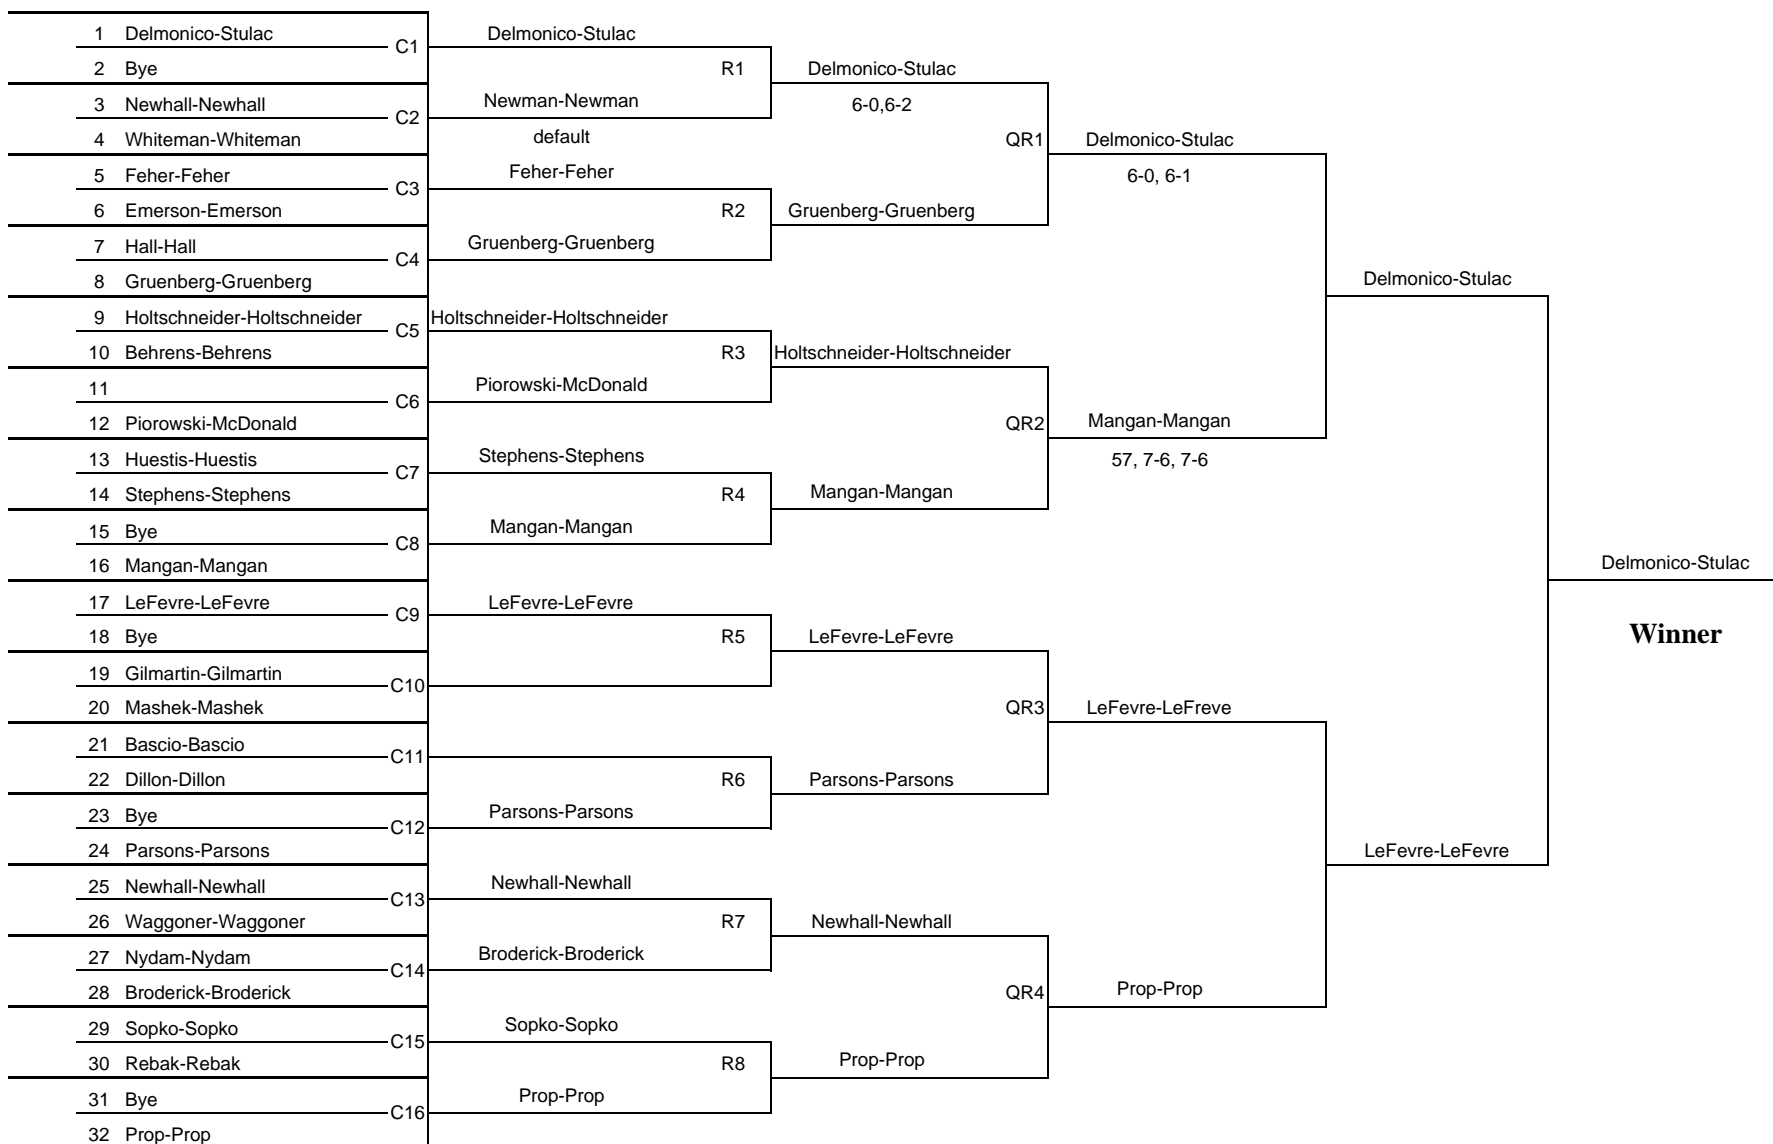 1 Delmonico-Stulac
C1
2 Bye
3 Newhall-Newhall
C2
4 Whiteman-Whiteman
5 Feher-Feher
C3
6 Emerson-Emerson
7 Hall-Hall
C4
8 Gruenberg-Gruenberg
9 Holtschneider-Holtschneider
C5
10 Behrens-Behrens
11
C6
12 Piorowski-McDonald
13 Huestis-Huestis
C7
14 Stephens-Stephens
15 Bye
C8
16 Mangan-Mangan
17 LeFevre-LeFevre
C9
18 Bye
19 Gilmartin-Gilmartin
C10
20 Mashek-Mashek
21 Bascio-Bascio
C11
22 Dillon-Dillon
23 Bye
C12
24 Parsons-Parsons
25 Newhall-Newhall
C13
26 Waggoner-Waggoner
27 Nydam-Nydam
C14
28 Broderick-Broderick
29 Sopko-Sopko
C15
30 Rebak-Rebak
31 Bye
C16
32 Prop-Prop
Delmonico-Stulac
R1
Newman-Newman
default
Feher-Feher
R2
Gruenberg-Gruenberg
Holtschneider-Holtschneider
R3
Piorowski-McDonald
Stephens-Stephens
R4
Mangan-Mangan
LeFevre-LeFevre
R5
R6
Parsons-Parsons
Newhall-Newhall
R7
Broderick-Broderick
Sopko-Sopko
R8
Prop-Prop
Delmonico-Stulac
6-0,6-2
QR1
Gruenberg-Gruenberg
Holtschneider-Holtschneider
QR2
Mangan-Mangan
LeFevre-LeFevre
QR3
Parsons-Parsons
Newhall-Newhall
QR4
Prop-Prop
Delmonico-Stulac
6-0, 6-1
Mangan-Mangan
57, 7-6, 7-6
LeFevre-LeFreve
Prop-Prop
Delmonico-Stulac
LeFevre-LeFevre
Delmonico-Stulac
Winner